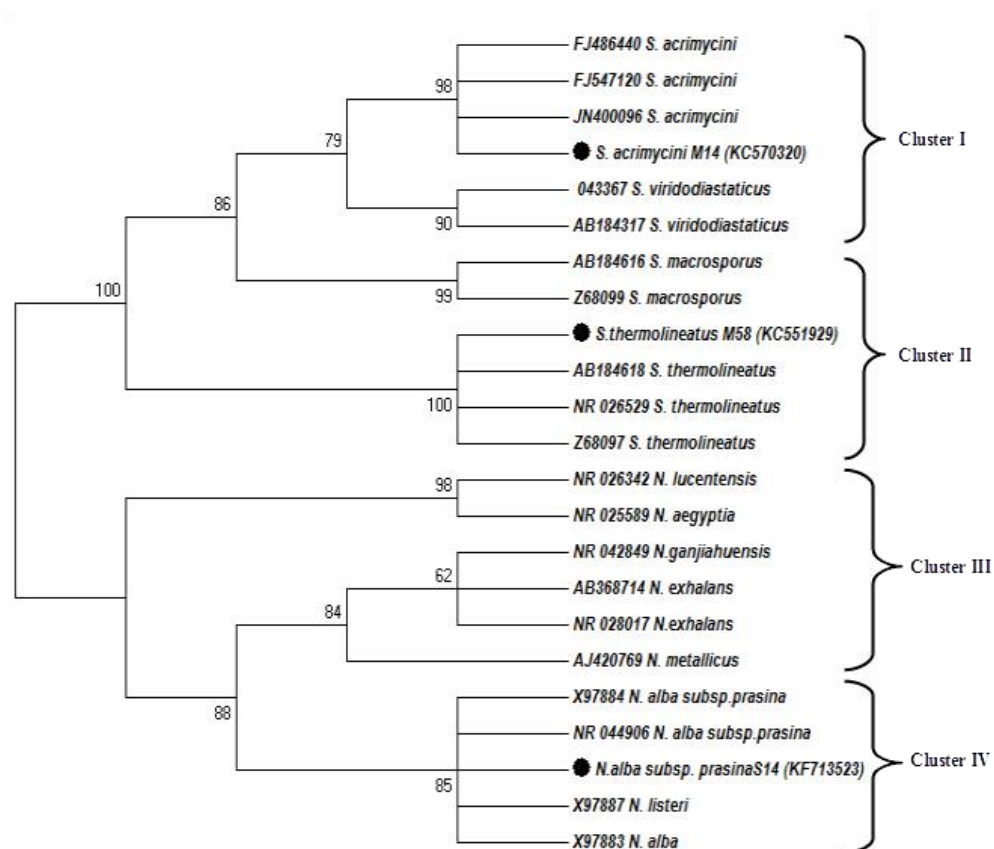 FJ486440 S. acrimycini
98
FJ547120 S. acrimycini
JN400096 S. acrimycini
79
S. acrimycini M14 (KC570320)
Cluster I
043367 S. viridodiastaticus
86
90
AB184317 S. viridodiastaticus
AB184616 S. macrosporus
100
99
Z68099 S. macrosporus
S.thermolineatus M58 (KC551929)
Cluster II
AB184618 S. thermolineatus
100
NR 026529 S. thermolineatus
Z68097 S. thermolineatus
98
NR 026342 N. lucentensis
NR 025589 N. aegyptia
NR 042849 N.ganjiahuensis
Cluster III
62
AB368714 N. exhalans
84
NR 028017 N.exhalans
AJ420769 N. metallicus
X97884 N. alba subsp.prasina
88
NR 044906 N. alba subsp.prasina
N.alba subsp. prasinaS14 (KF713523)
Cluster IV
85
X97887 N. listeri
X97883 N. alba